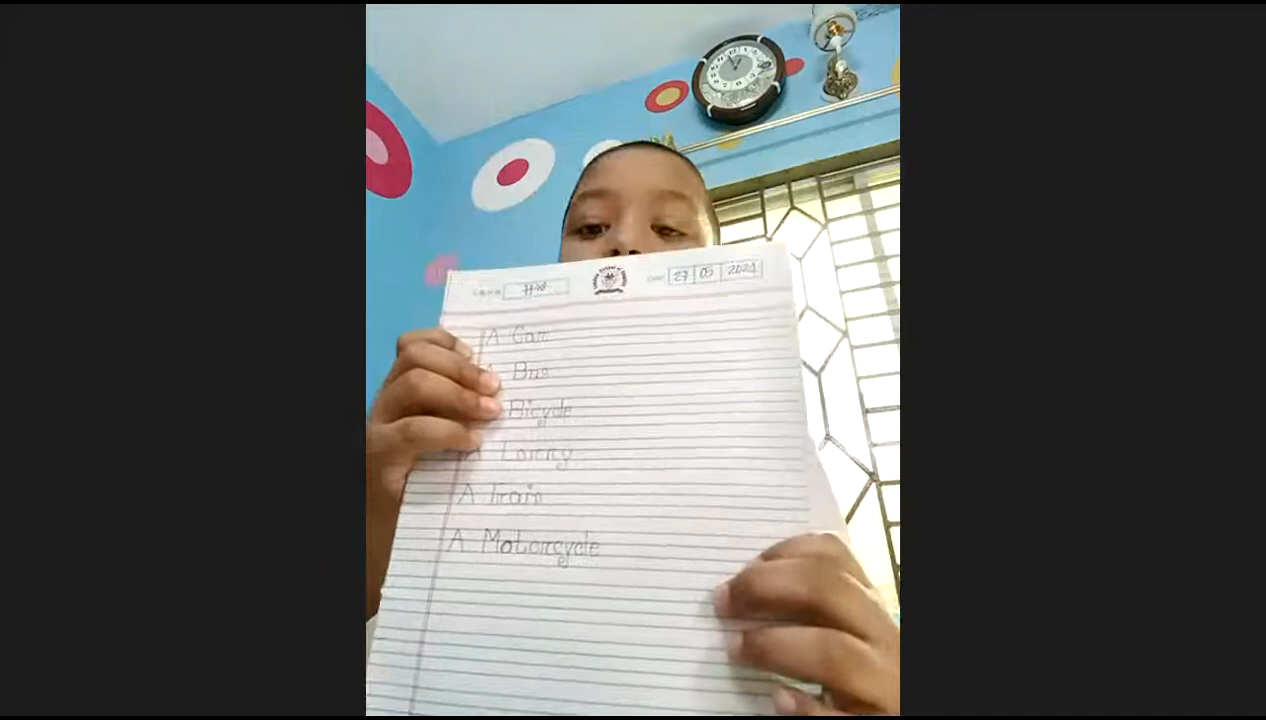 H.W 27 05 2021
A Car
A Bus
Bicycle
A Lorry
A Train
A Motorcycle